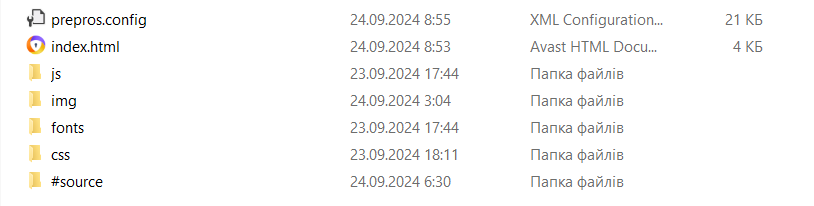 prepros.config 24.09.2024 8:55 XML Configuration... 21 КБ
index.html 24.09.2024 8:53 Avast HTML Docu... 4 КБ
js 23.09.2024 17:44 Папка файлів
img 24.09.2024 3:04 Папка файлів
fonts 23.09.2024 17:44 Папка файлів
css 23.09.2024 18:11 Папка файлів
#source 24.09.2024 6:30 Папка файлів